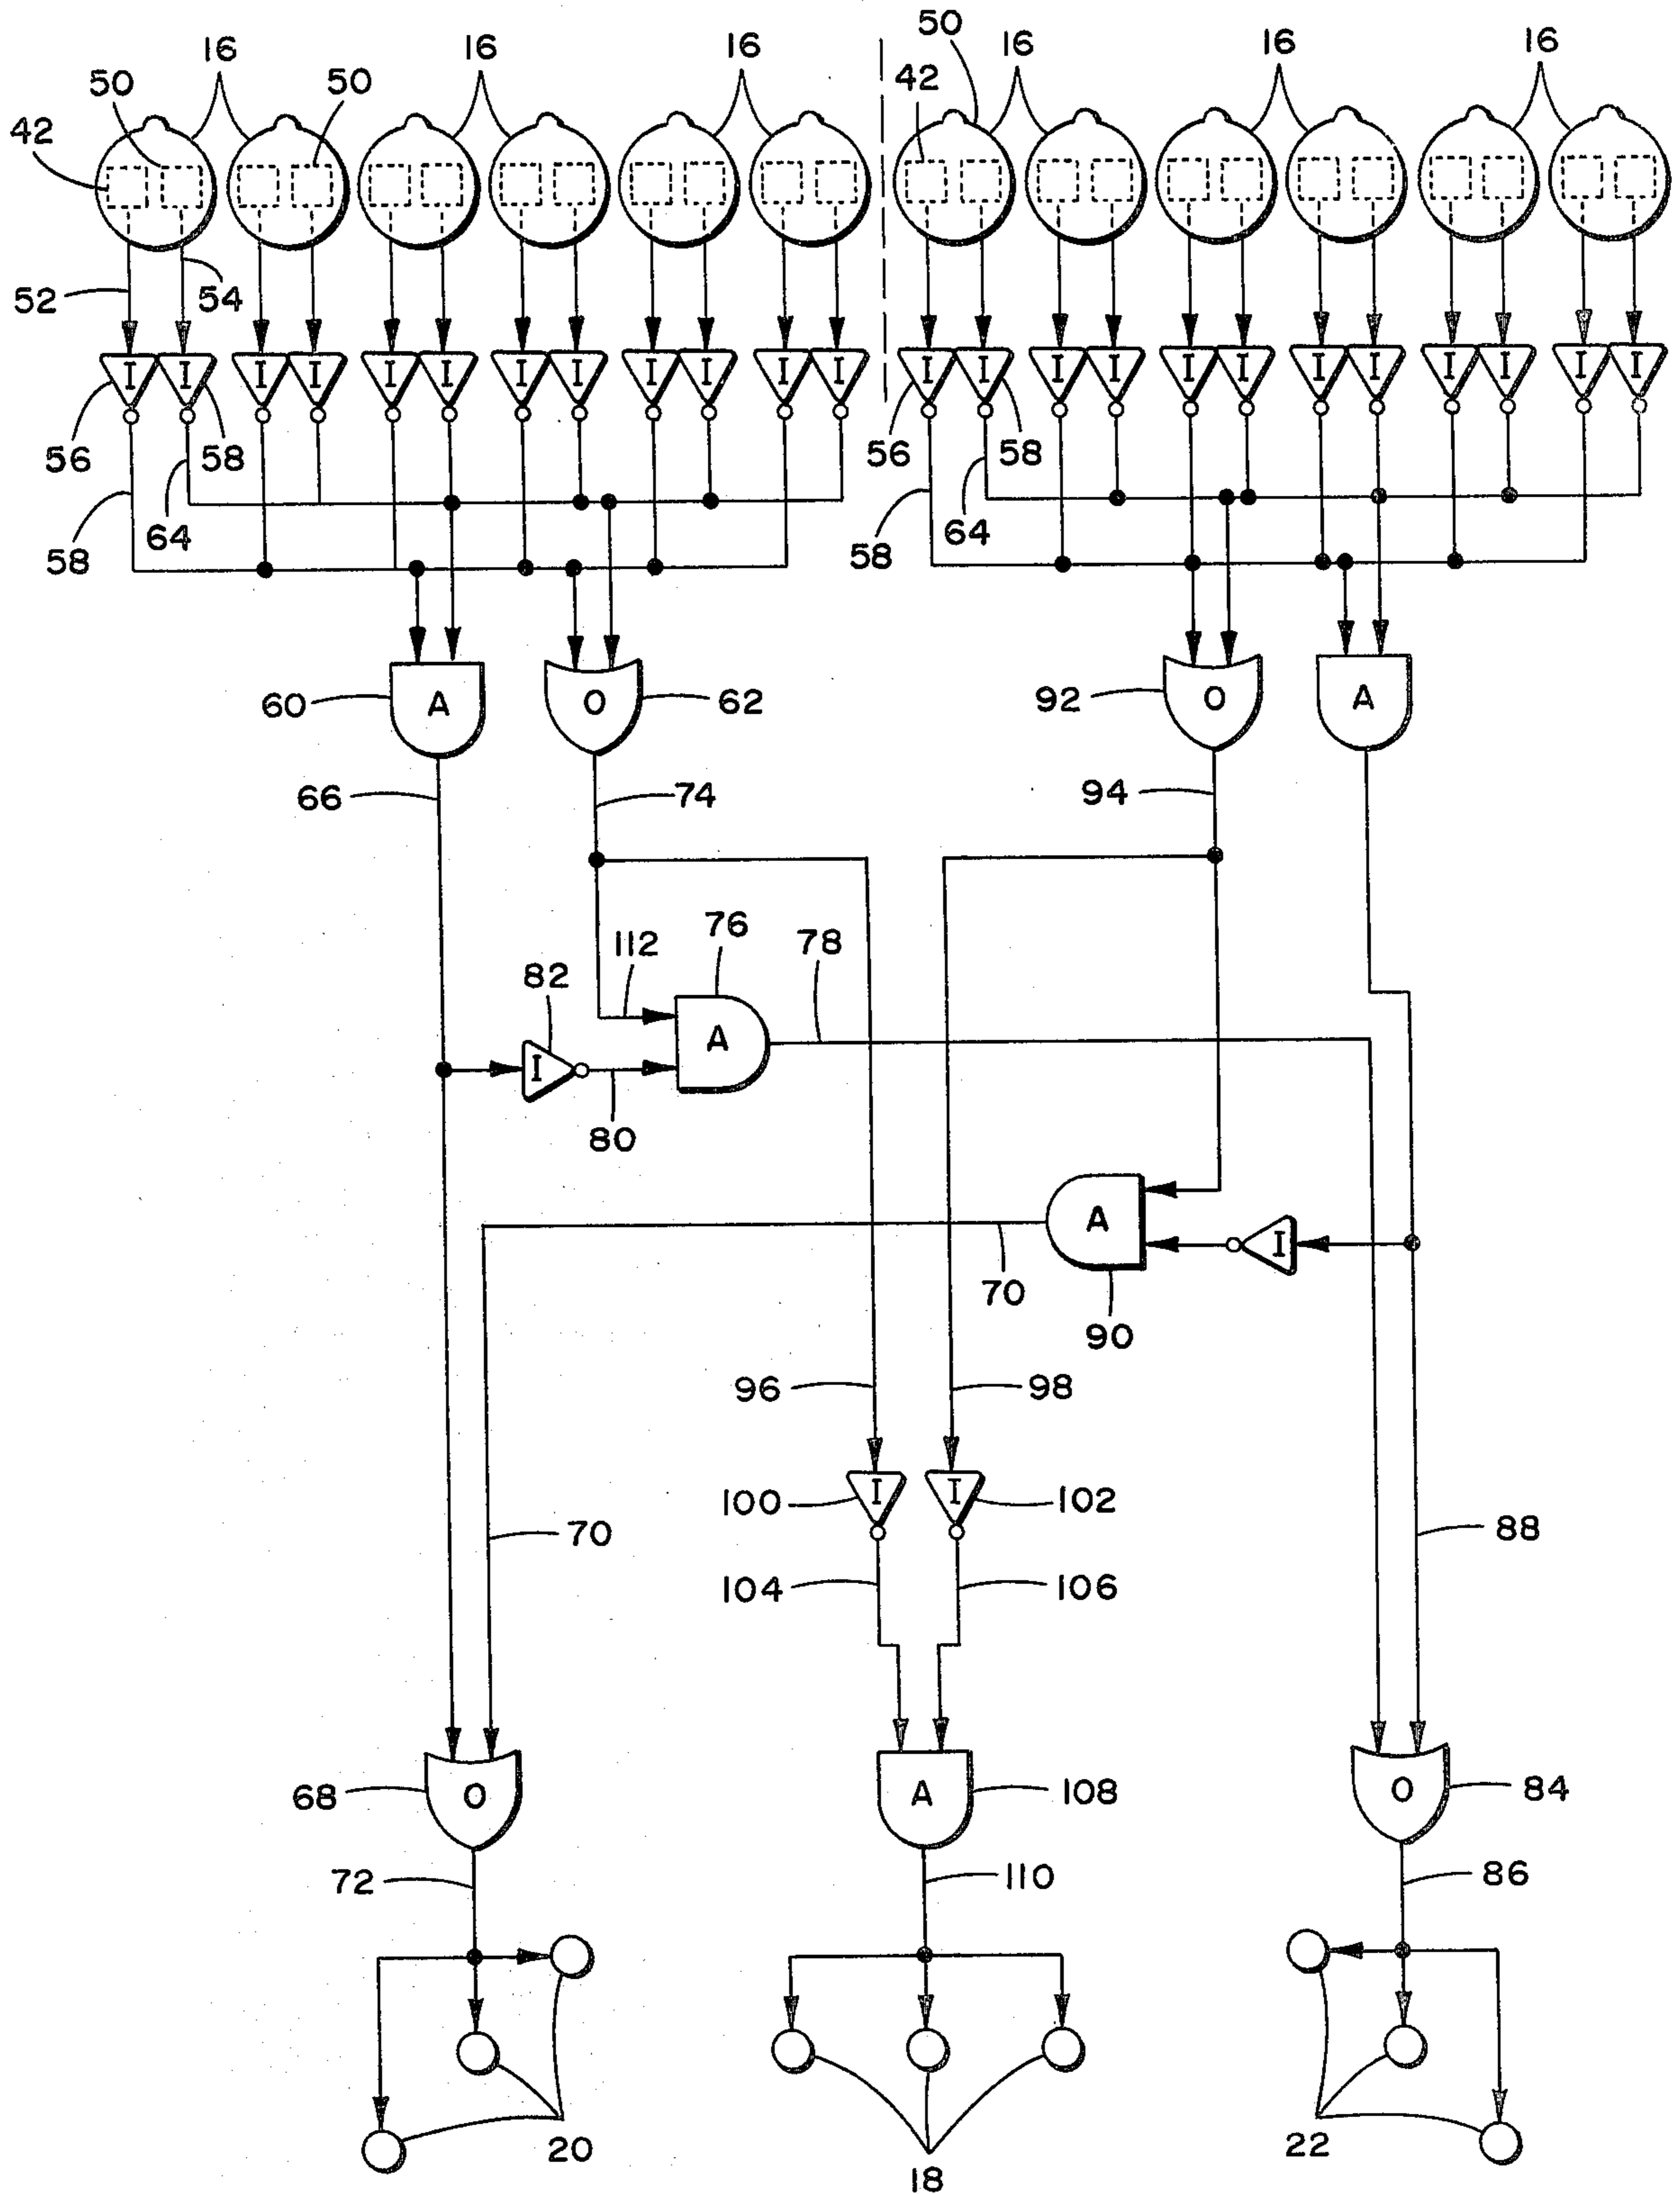 16 16 16 50 16 16 16
50 50 42
42
52 54
I I I I I I I I I I I I I I I I I I I I I I I I
56 58 56 58
58 64 58 64
60 A O 62 92 O A
66 74 94
76
112 78
82
A
I
80
A
I
70
90
96 98
100 I I 102
70 88
104 106
68 O A 108 O 84
72 110 86
20 18 22